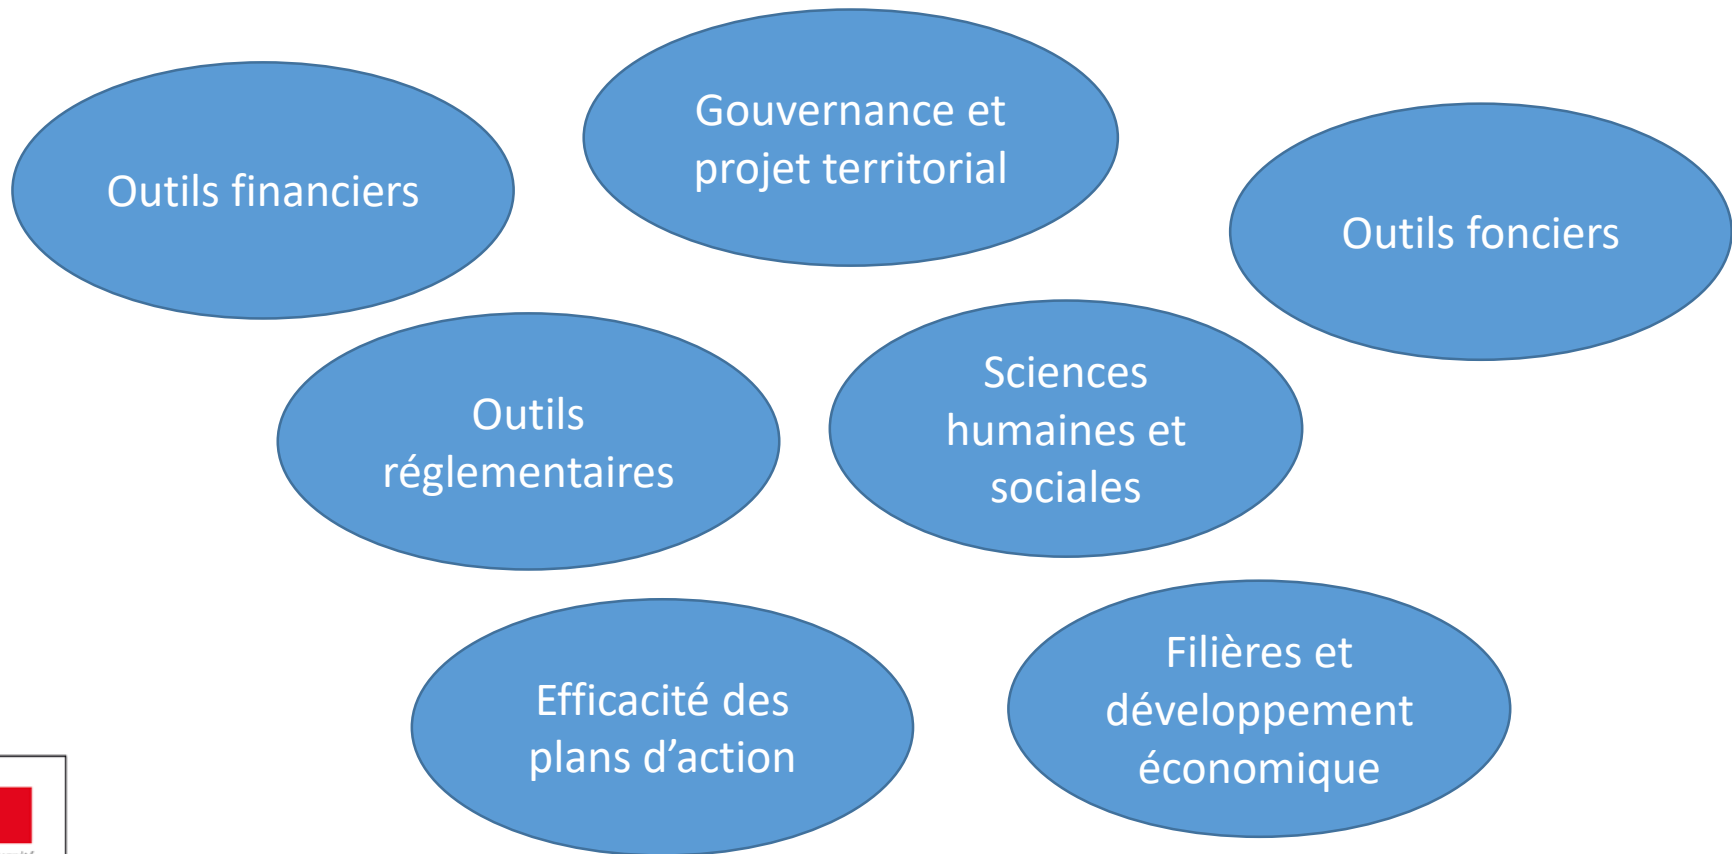 Gouvernance et
projet territorial
Outils financiers
Outils fonciers
Sciences
humaines et
sociales
Outils
réglementaires
Filières et
développement
économique
Efficacité des
plans d’action